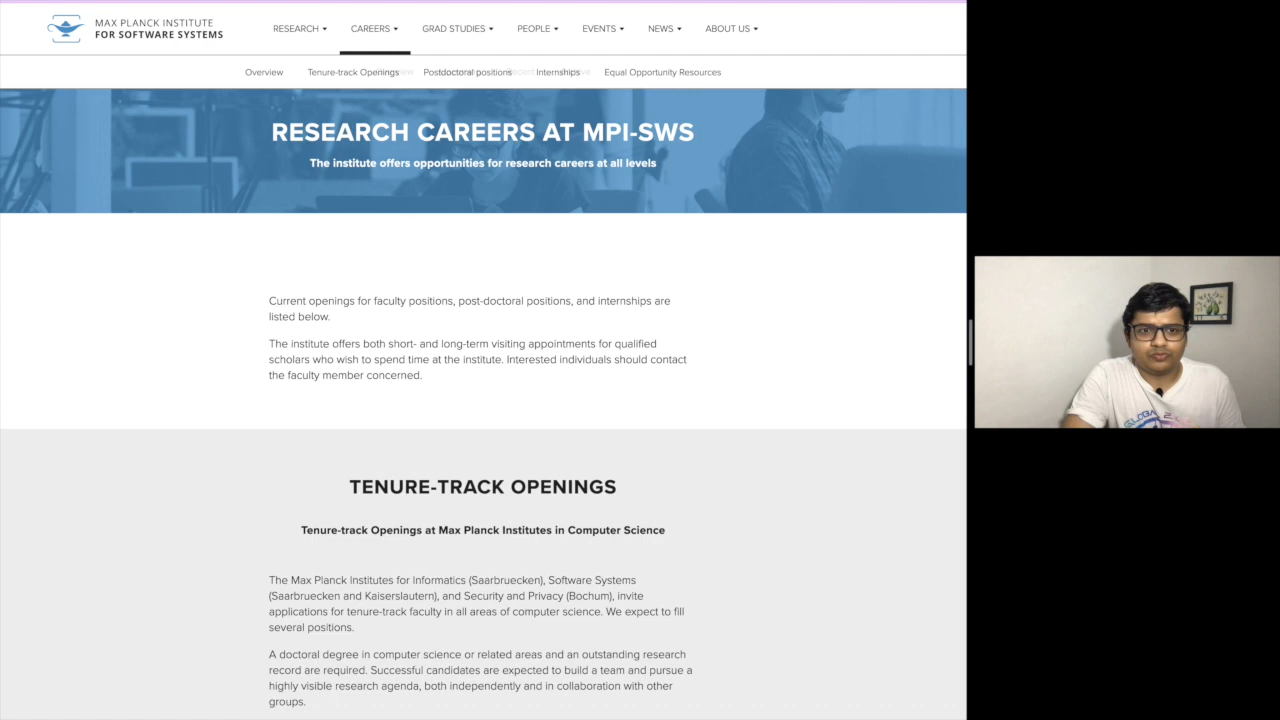 MAX PLANCK INSTITUTE
FOR SOFTWARE SYSTEMS
RESEARCH CAREERS GRAD STUDIES PEOPLE EVENTS NEWS ABOUT US
Overview Tenure-track Openings Postdoctoral positions Internships Equal Opportunity Resources
RESEARCH CAREERS AT MPI-SWS
The institute offers opportunities for research careers at all levels
Current openings for faculty positions, post-doctoral positions, and internships are
listed below.
The institute offers both short- and long-term visiting appointments for qualified
scholars who wish to spend time at the institute. Interested individuals should contact
the faculty member concerned.
TENURE-TRACK OPENINGS
Tenure-track Openings at Max Planck Institutes in Computer Science
The Max Planck Institutes for Informatics (Saarbruecken), Software Systems
(Saarbruecken and Kaiserslautern), and Security and Privacy (Bochum), invite
applications for tenure-track faculty in all areas of computer science. We expect to fill
several positions.
A doctoral degree in computer science or related areas and an outstanding research
record are required. Successful candidates are expected to build a team and pursue a
highly visible research agenda, both independently and in collaboration with other
groups.